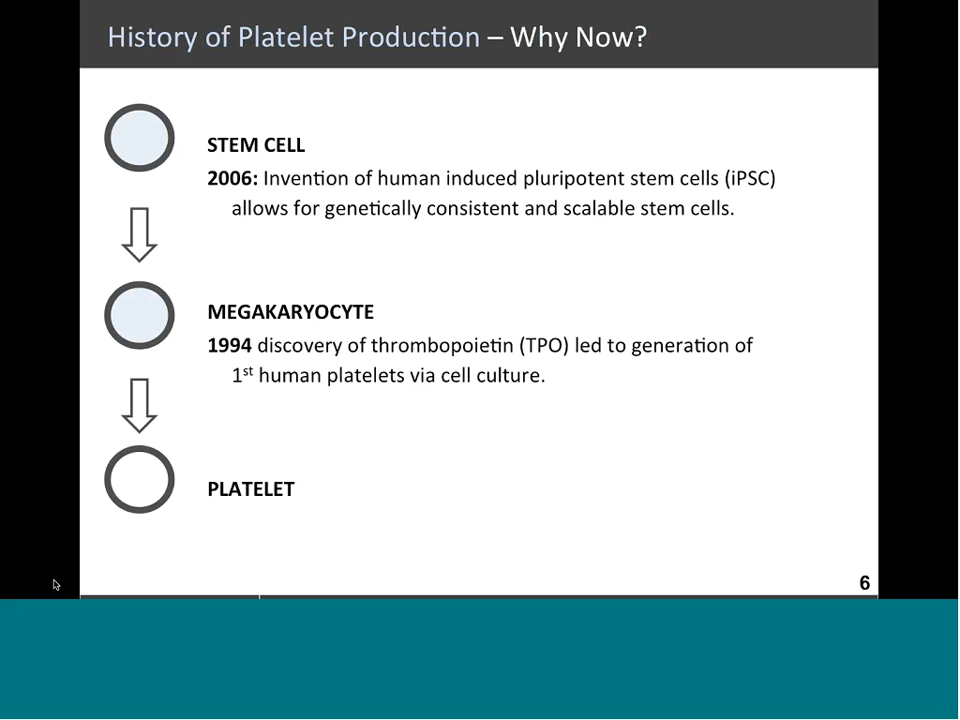 History of Platelet Production – Why Now?
STEM CELL
2006: Invention of human induced pluripotent stem cells (iPSC)
allows for genetically consistent and scalable stem cells.
MEGAKARYOCYTE
1994 discovery of thrombopoietin (TPO) led to generation of
1st human platelets via cell culture.
PLATELET
6